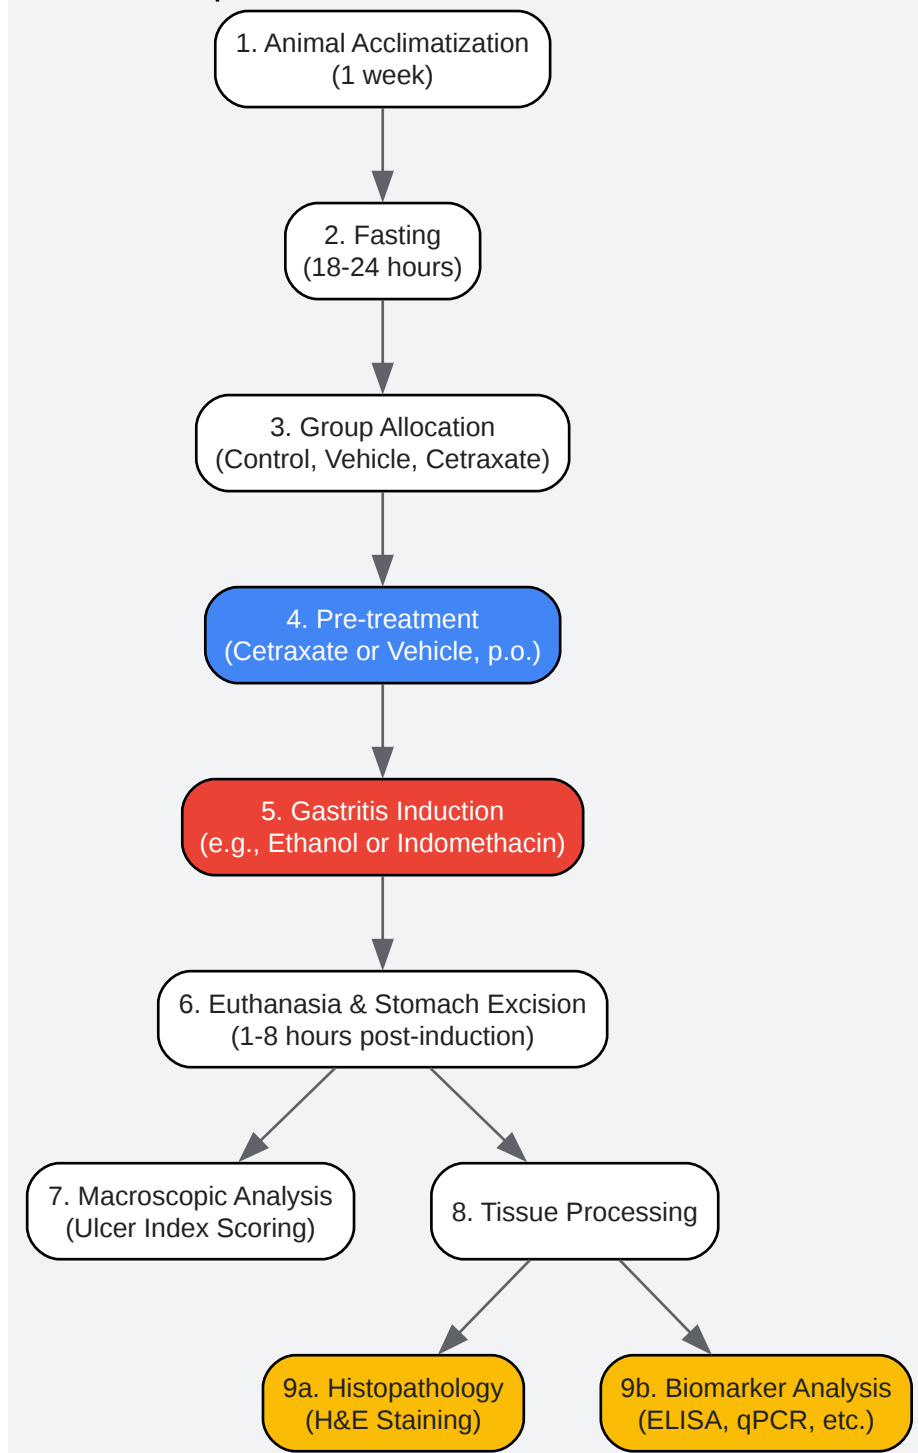 1. Animal Acclimatization
(1 week)
2. Fasting
(18-24 hours)
3. Group Allocation
(Control, Vehicle, Cetraxate)
4. Pre-treatment
(Cetraxate or Vehicle, p.o.)
5. Gastritis Induction
(e.g., Ethanol or Indomethacin)
6. Euthanasia & Stomach Excision
(1-8 hours post-induction)
7. Macroscopic Analysis
(Ulcer Index Scoring)
8. Tissue Processing
9a. Histopathology
(H&E Staining)
9b. Biomarker Analysis
(ELISA, qPCR, etc.)